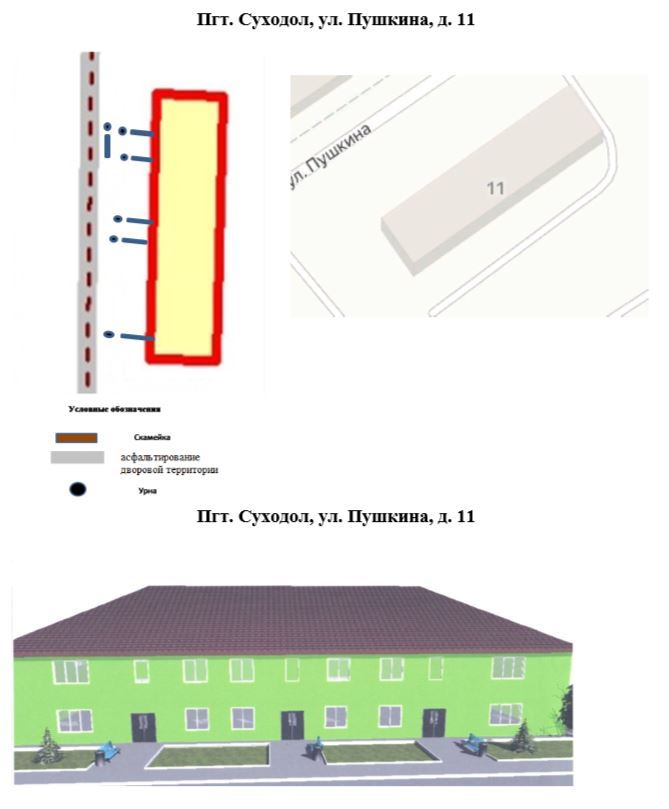 Пгт. Суходол, ул. Пушкина, д. 11
ул. Пушкина
11
Условные обозначения
Скамейка
асфальтирование
дворовой территории
Урна
Пгт. Суходол, ул. Пушкина, д. 11